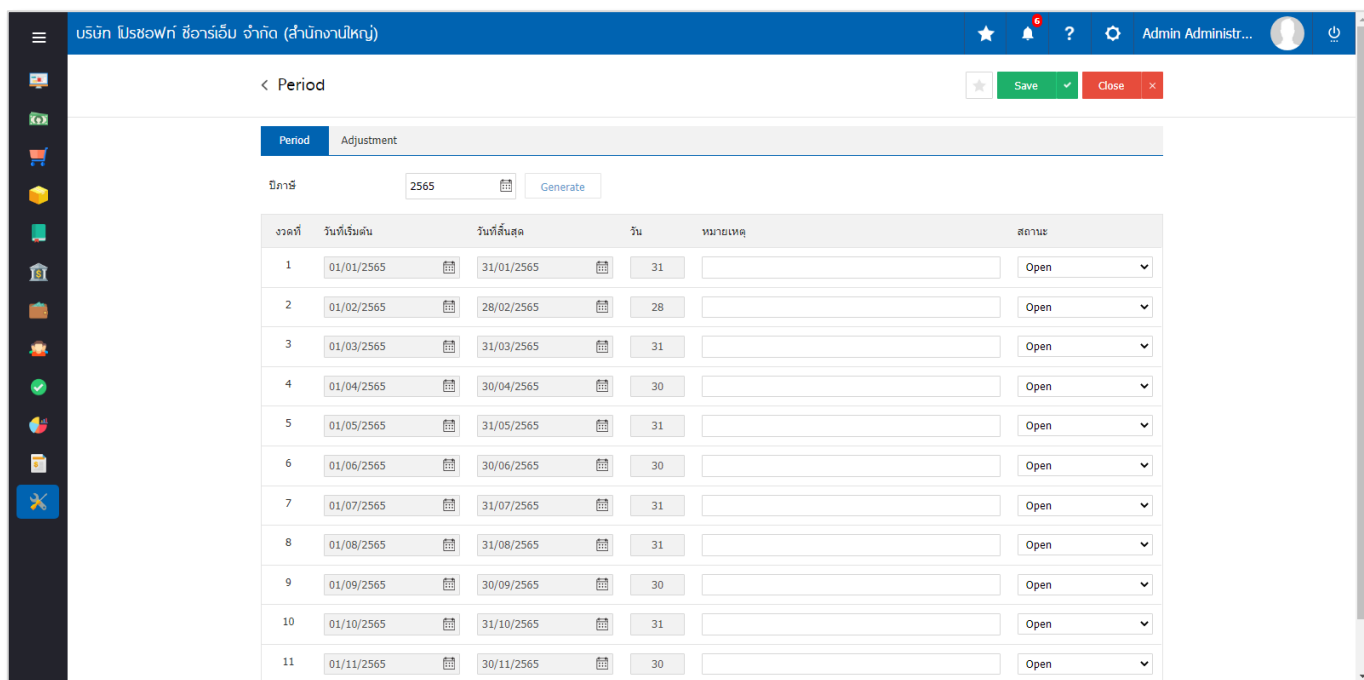 บริษัท โปรซอฟท์ ซีอาร์เอ็ม จำกัด (สำนักงานใหญ่) 6 ? Admin Administr...
< Period Save Close ×
Period Adjustment
ปีภาษี 2565 Generate
งวดที่ วันที่เริ่มต้น วันที่สิ้นสุด วัน หมายเหตุ สถานะ
1 01/01/2565 31/01/2565 31 Open
2 01/02/2565 28/02/2565 28 Open
3 01/03/2565 31/03/2565 31 Open
4 01/04/2565 30/04/2565 30 Open
5 01/05/2565 31/05/2565 31 Open
6 01/06/2565 30/06/2565 30 Open
7 01/07/2565 31/07/2565 31 Open
8 01/08/2565 31/08/2565 31 Open
9 01/09/2565 30/09/2565 30 Open
10 01/10/2565 31/10/2565 31 Open
11 01/11/2565 30/11/2565 30 Open